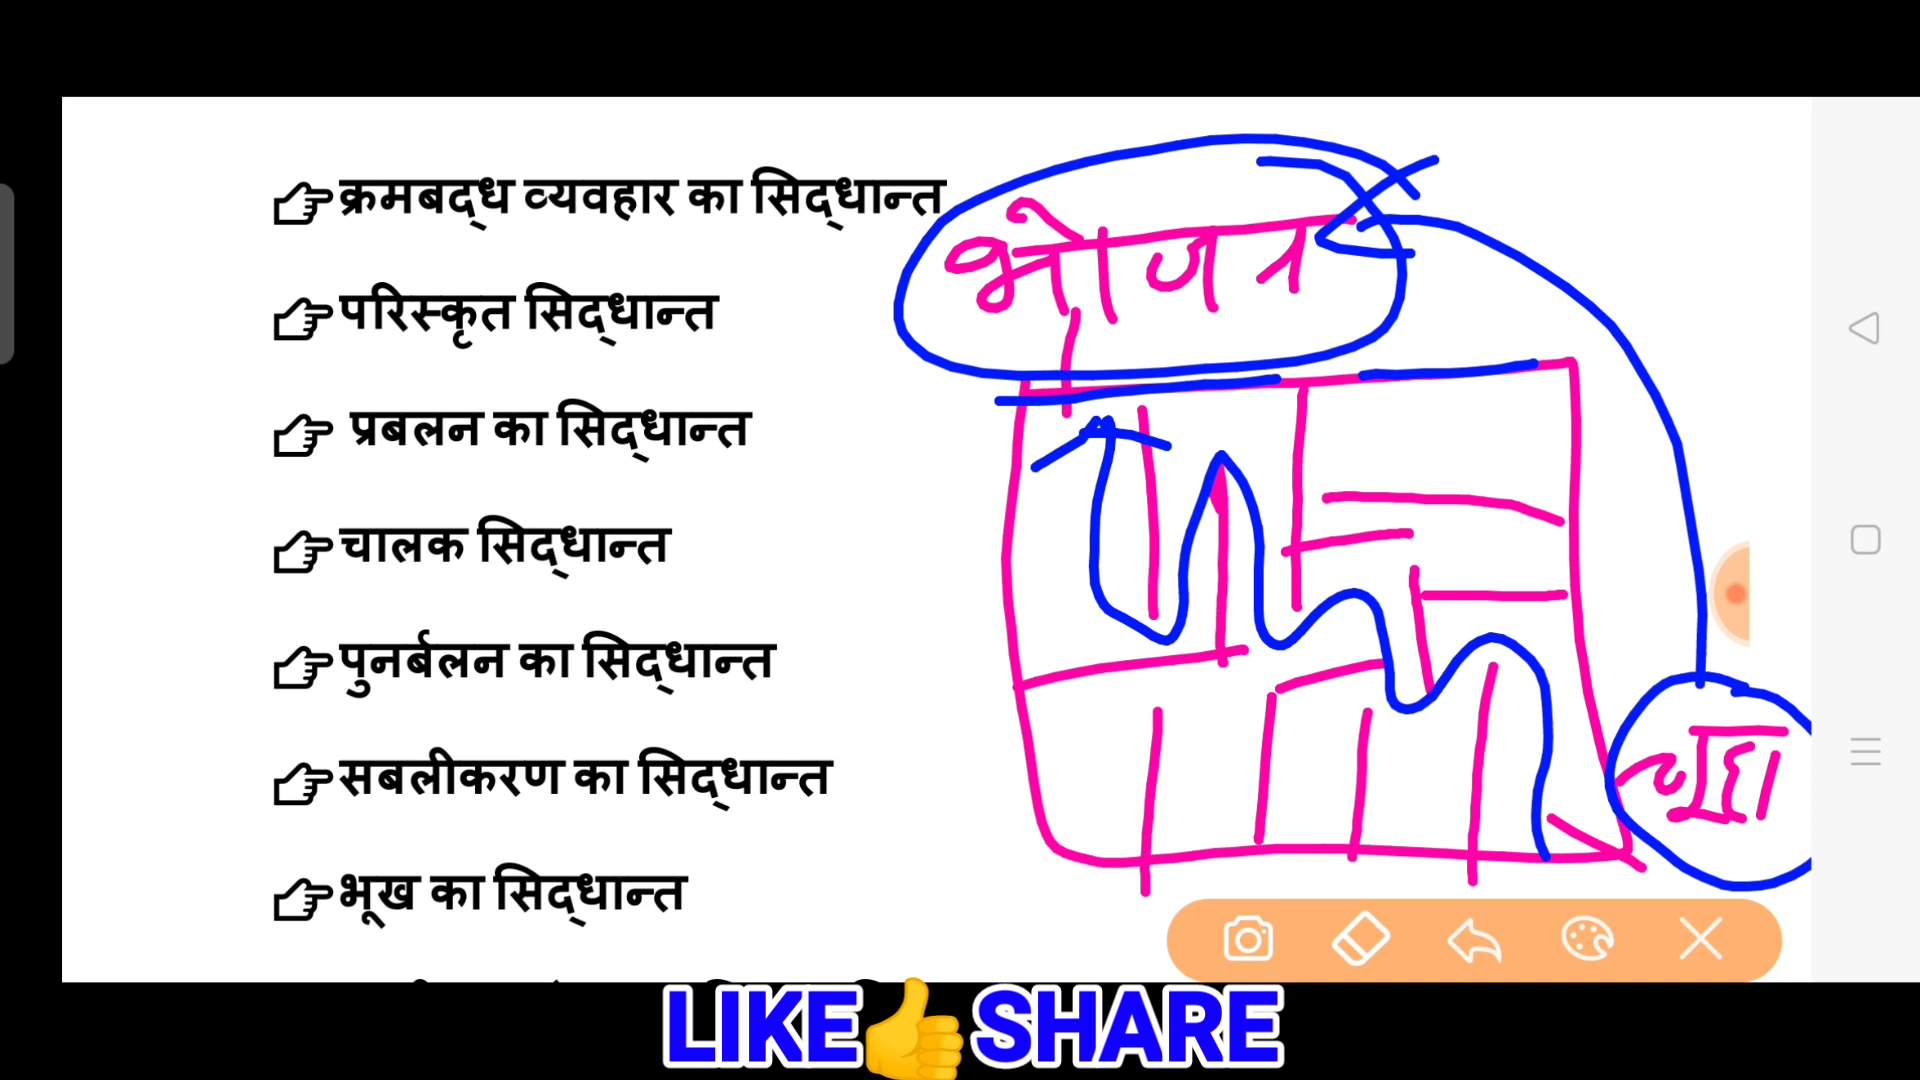 क्रमबद्ध व्यवहार का सिद्धान्त
परिस्कृत सिद्धान्त
प्रबलन का सिद्धान्त
चालक सिद्धान्त
पुनर्बलन का सिद्धान्त
सबलीकरण का सिद्धान्त
भूख का सिद्धान्त
भोजन
चूहा
LIKE👍SHARE